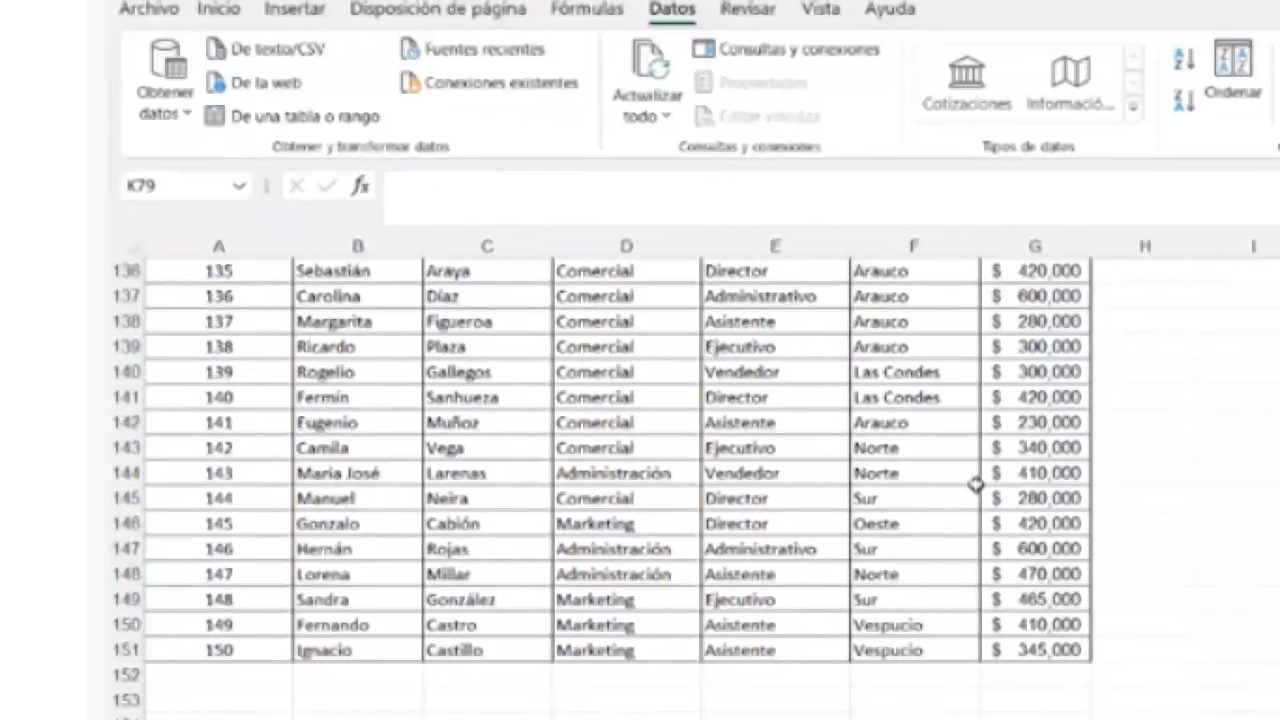 Archivo Inicio Insertar Disposición de página Fórmulas Datos Revisar Vista Ayuda
De texto/CSV Fuentes recientes Consultas y conexiones
De la web Conexiones existentes Propiedades
Obtener datos De una tabla o rango Actualizar todo Editar vínculos Cotizaciones Informació... Ordenar
Obtener y transformar datos Consultas y conexiones Tipos de datos
K79 fx
A B C D E F G H I
136 135 Sebastián Araya Comercial Director Arauco $ 420,000
137 136 Carolina Díaz Comercial Administrativo Arauco $ 600,000
138 137 Margarita Figueroa Comercial Asistente Arauco $ 280,000
139 138 Ricardo Plaza Comercial Ejecutivo Arauco $ 300,000
140 139 Rogelio Gallegos Comercial Vendedor Las Condes $ 300,000
141 140 Fermín Sanhueza Comercial Director Las Condes $ 420,000
142 141 Eugenio Muñoz Comercial Asistente Arauco $ 230,000
143 142 Camila Vega Comercial Ejecutivo Norte $ 340,000
144 143 María José Larenas Administración Vendedor Norte $ 410,000
145 144 Manuel Neira Comercial Director Sur $ 280,000
146 145 Gonzalo Cabión Marketing Director Oeste $ 420,000
147 146 Hernán Rojas Administración Administrativo Sur $ 600,000
148 147 Lorena Millar Administración Asistente Norte $ 470,000
149 148 Sandra González Marketing Ejecutivo Sur $ 465,000
150 149 Fernando Castro Marketing Asistente Vespucio $ 410,000
151 150 Ignacio Castillo Marketing Asistente Vespucio $ 345,000
152
153